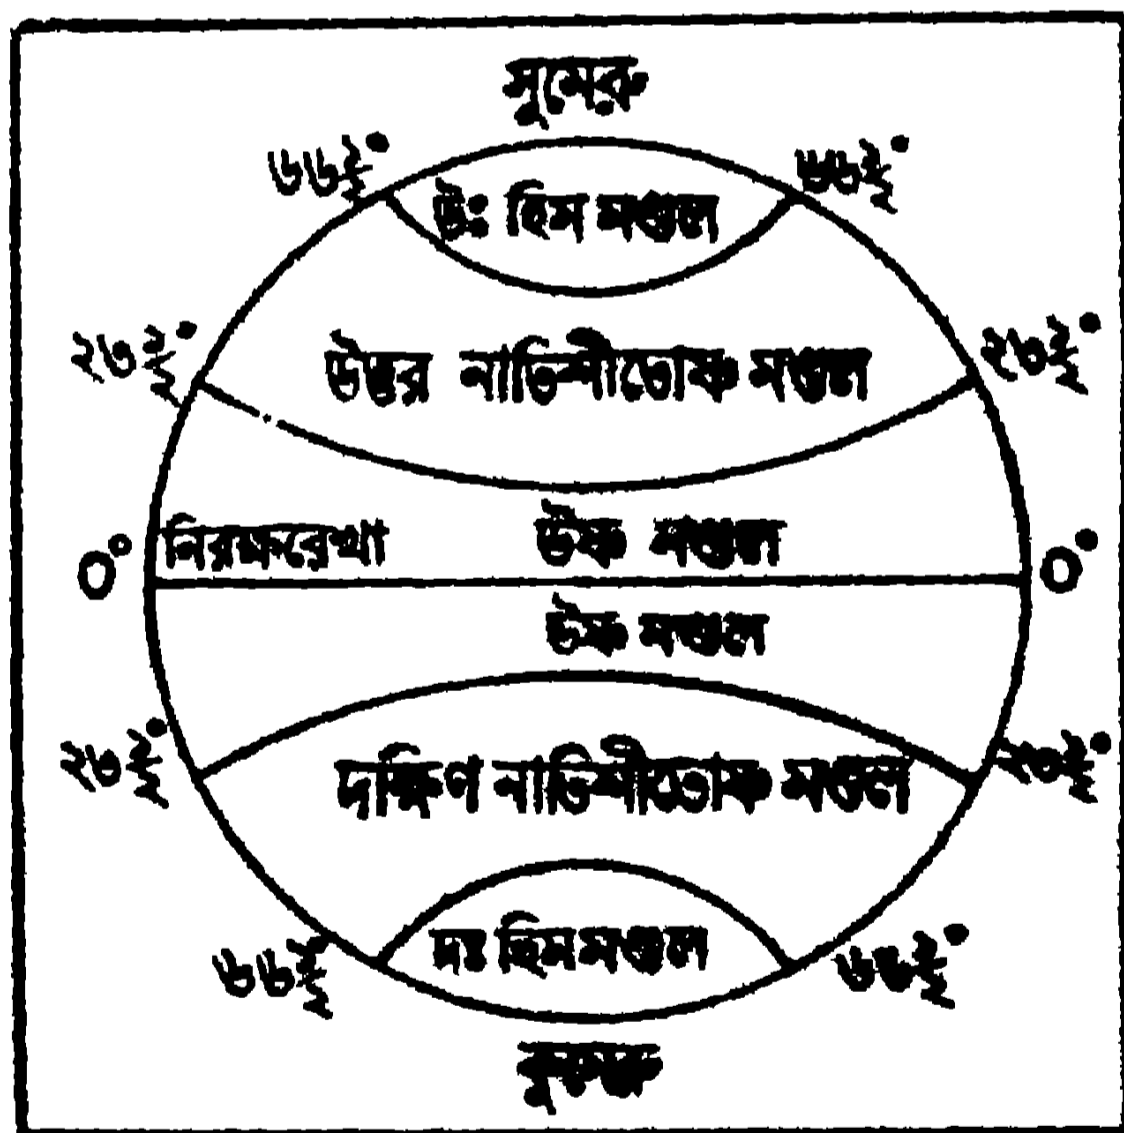 সুমেরু
৬৬½° ৬৬½°
উঃ হিম মণ্ডল
২৩½° ২৩½°
উত্তর নাতিশীতোষ্ণ মণ্ডল
0° নিরক্ষরেখা উষ্ণ মণ্ডল 0°
উষ্ণ মণ্ডল
২৩½° ২৩½°
দক্ষিণ নাতিশীতোষ্ণ মণ্ডল
৬৬½° ৬৬½°
দঃ হিম মণ্ডল
কুমেরু